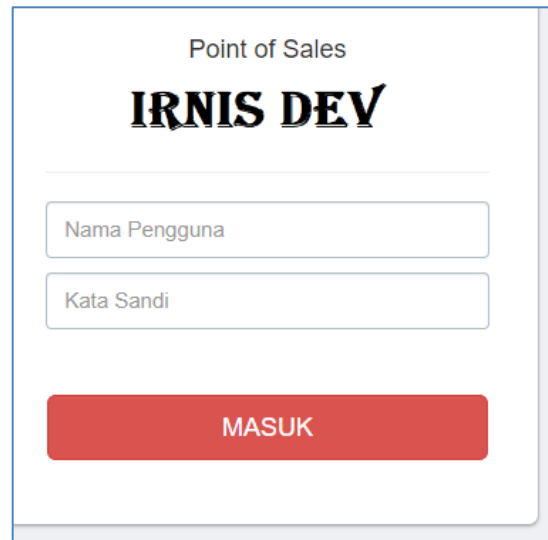 Point of Sales
IRNIS DEV
Nama Pengguna
Kata Sandi
MASUK